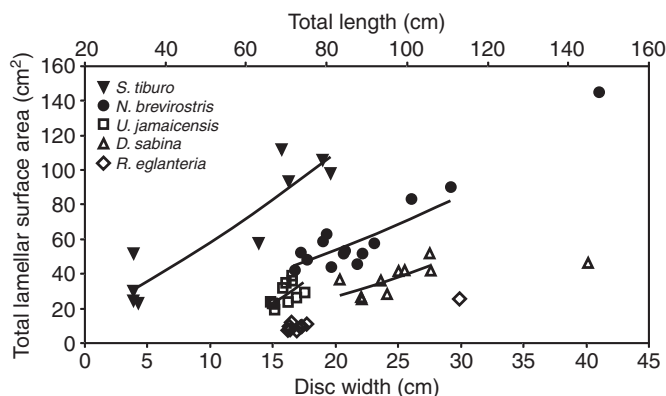 Total length (cm)
20 40 60 80 100 120 140 160
Total lamellar surface area (cm²)
160
140
120
100
80
60
40
20
0
S. tiburo
N. brevirostris
U. jamaicensis
D. sabina
R. eglanteria
0 5 10 15 20 25 30 35 40 45
Disc width (cm)